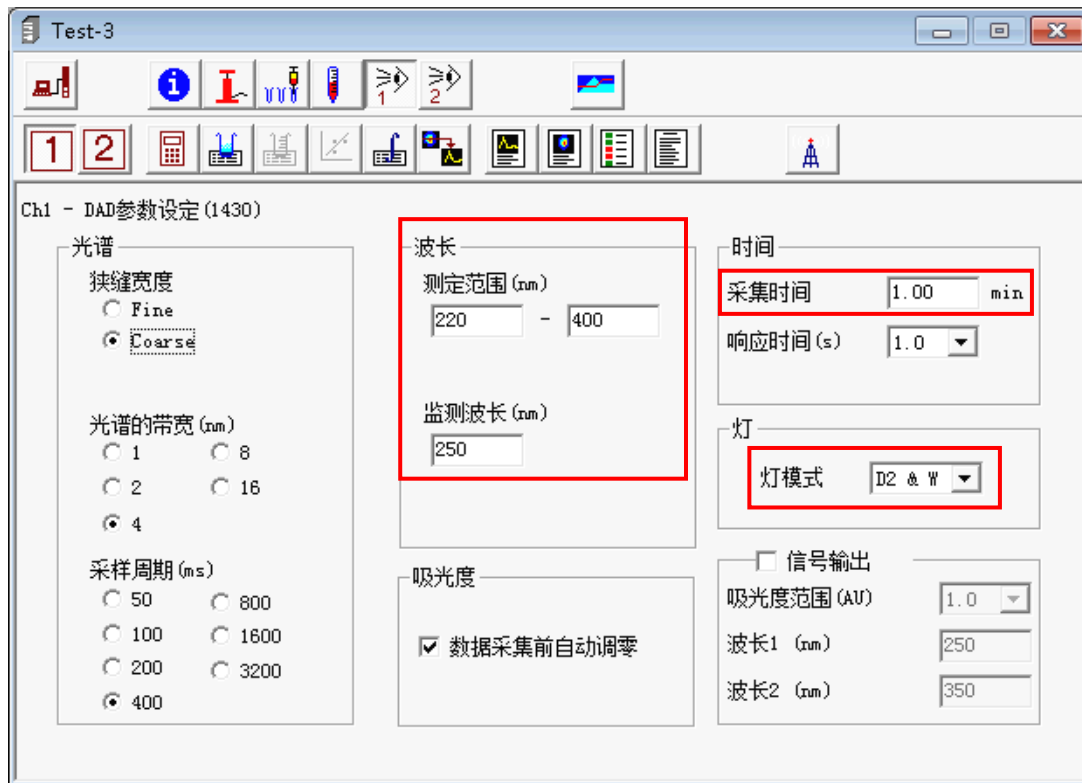 Test-3
1
2
1
2
Ch1 - DAD参数设定(1430)
光谱
狭缝宽度
Fine
Coarse
光谱的带宽(nm)
1
8
2
16
4
采样周期(ms)
50
800
100
1600
200
3200
400
波长
测定范围(nm)
220 - 400
监测波长(nm)
250
吸光度
数据采集前自动调零
时间
采集时间 1.00 min
响应时间(s) 1.0
灯
灯模式 D2 & W
信号输出
吸光度范围(AU) 1.0
波长1 (nm) 250
波长2 (nm) 350